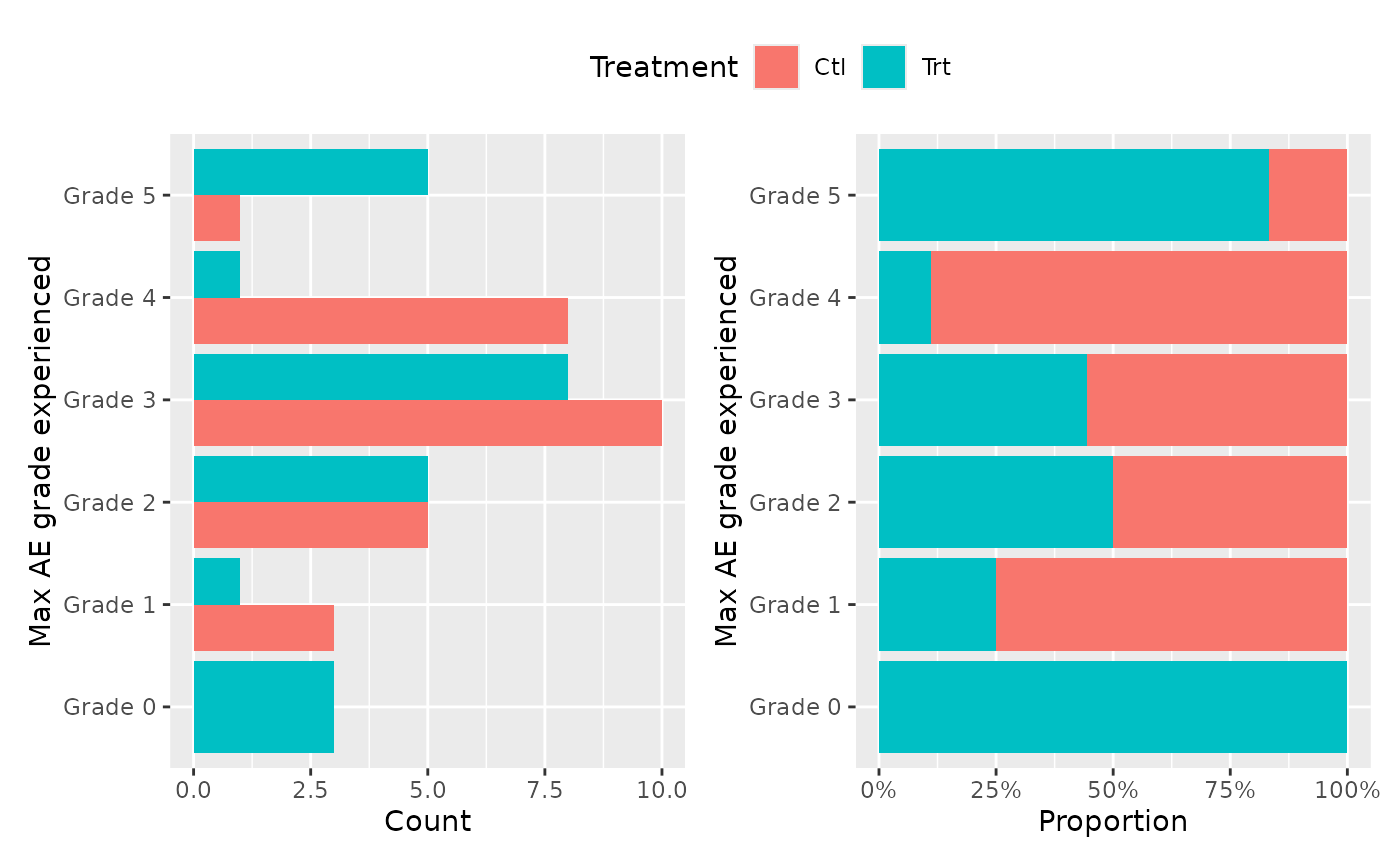 Treatment Ctl Trt
Max AE grade experienced
Grade 5
Grade 4
Grade 3
Grade 2
Grade 1
Grade 0
0.0 2.5 5.0 7.5 10.0
Count
Max AE grade experienced
Grade 5
Grade 4
Grade 3
Grade 2
Grade 1
Grade 0
0% 25% 50% 75% 100%
Proportion